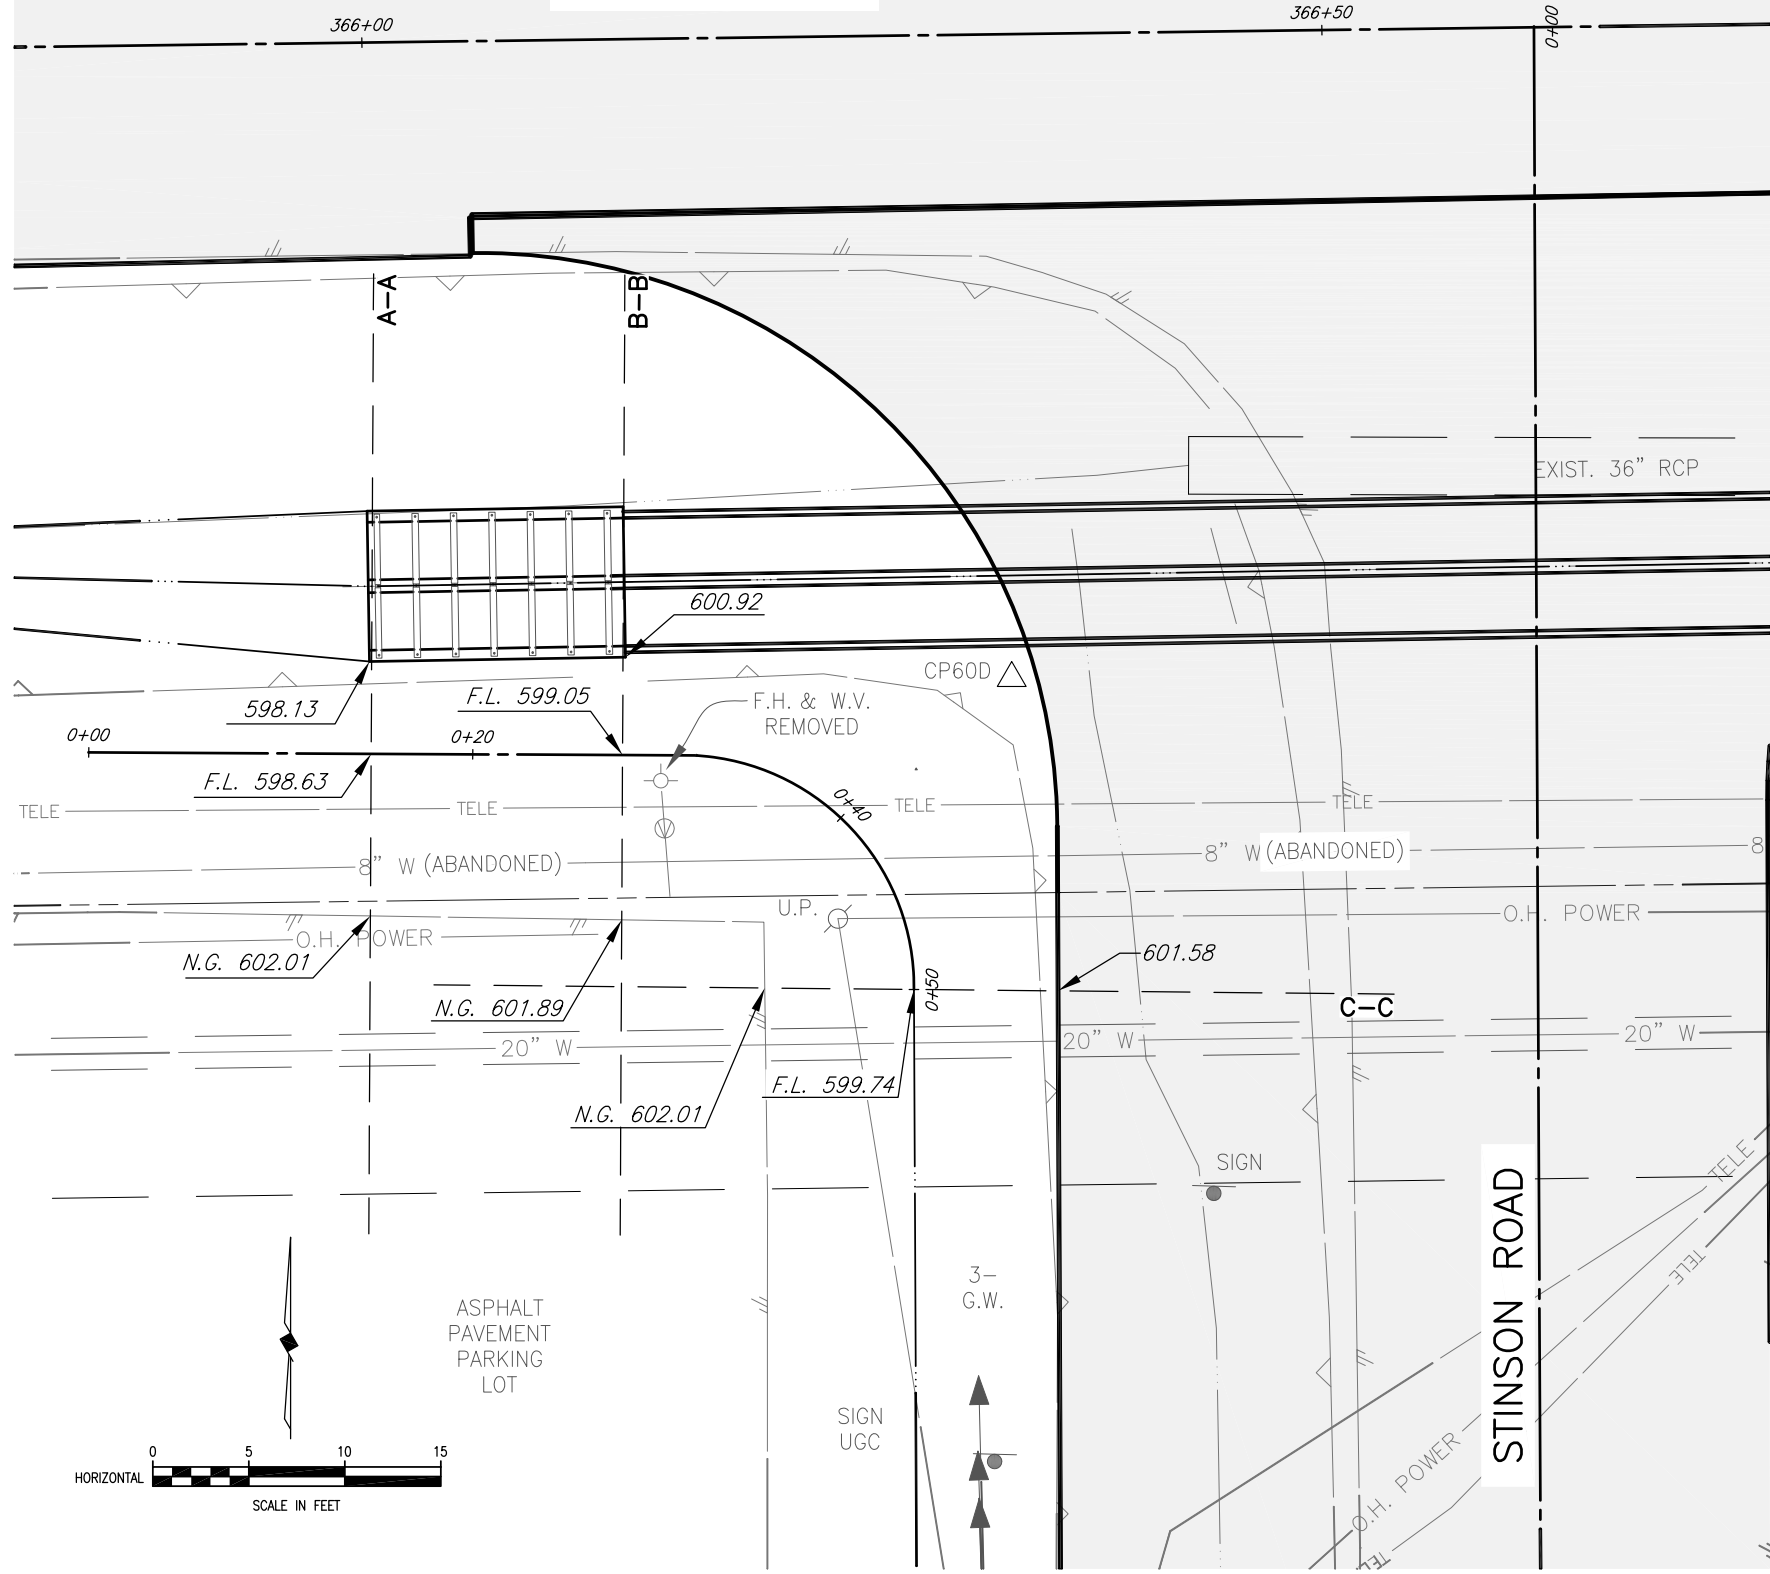 366+00
366+50
0+00
A-A
B-B
EXIST. 36" RCP
600.92
CP60D
598.13
F.L. 599.05
F.H. & W.V.
REMOVED
0+00
0+20
F.L. 598.63
0+40
TELE
TELE
TELE
TELE
8" W (ABANDONED)
8" W (ABANDONED)
8
U.P.
O.H. POWER
O.H. POWER
N.G. 602.01
601.58
N.G. 601.89
0+50
C-C
20" W
20" W
20" W
F.L. 599.74
N.G. 602.01
SIGN
TELE
TELE
STINSON ROAD
3-
G.W.
ASPHALT
PAVEMENT
PARKING
LOT
SIGN
UGC
O.H. POWER
TELE
0 5 10 15
HORIZONTAL
SCALE IN FEET